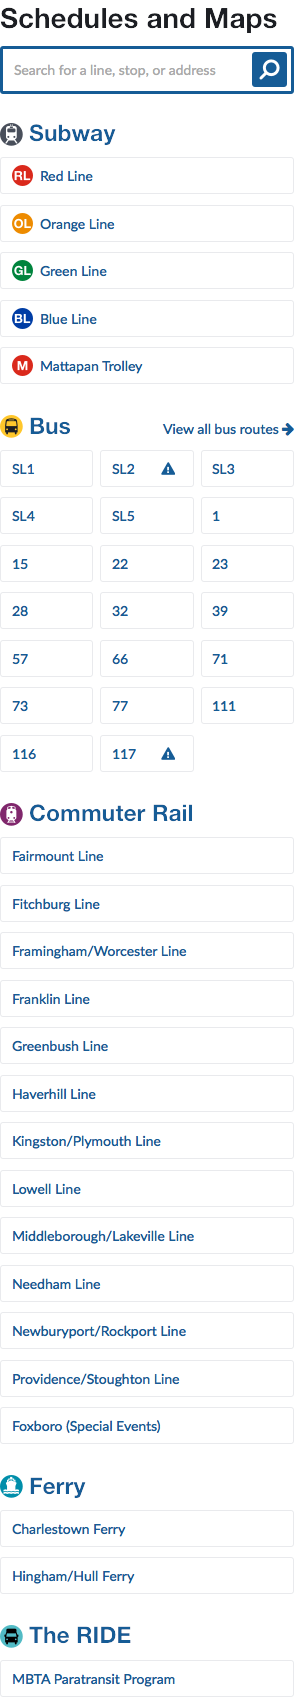 Schedules and Maps
Search for a line, stop, or address
Subway
RL Red Line
OL Orange Line
GL Green Line
BL Blue Line
M Mattapan Trolley
Bus View all bus routes
SL1 SL2 SL3
SL4 SL5 1
15 22 23
28 32 39
57 66 71
73 77 111
116 117
Commuter Rail
Fairmount Line
Fitchburg Line
Framingham/Worcester Line
Franklin Line
Greenbush Line
Haverhill Line
Kingston/Plymouth Line
Lowell Line
Middleborough/Lakeville Line
Needham Line
Newburyport/Rockport Line
Providence/Stoughton Line
Foxboro (Special Events)
Ferry
Charlestown Ferry
Hingham/Hull Ferry
The RIDE
MBTA Paratransit Program